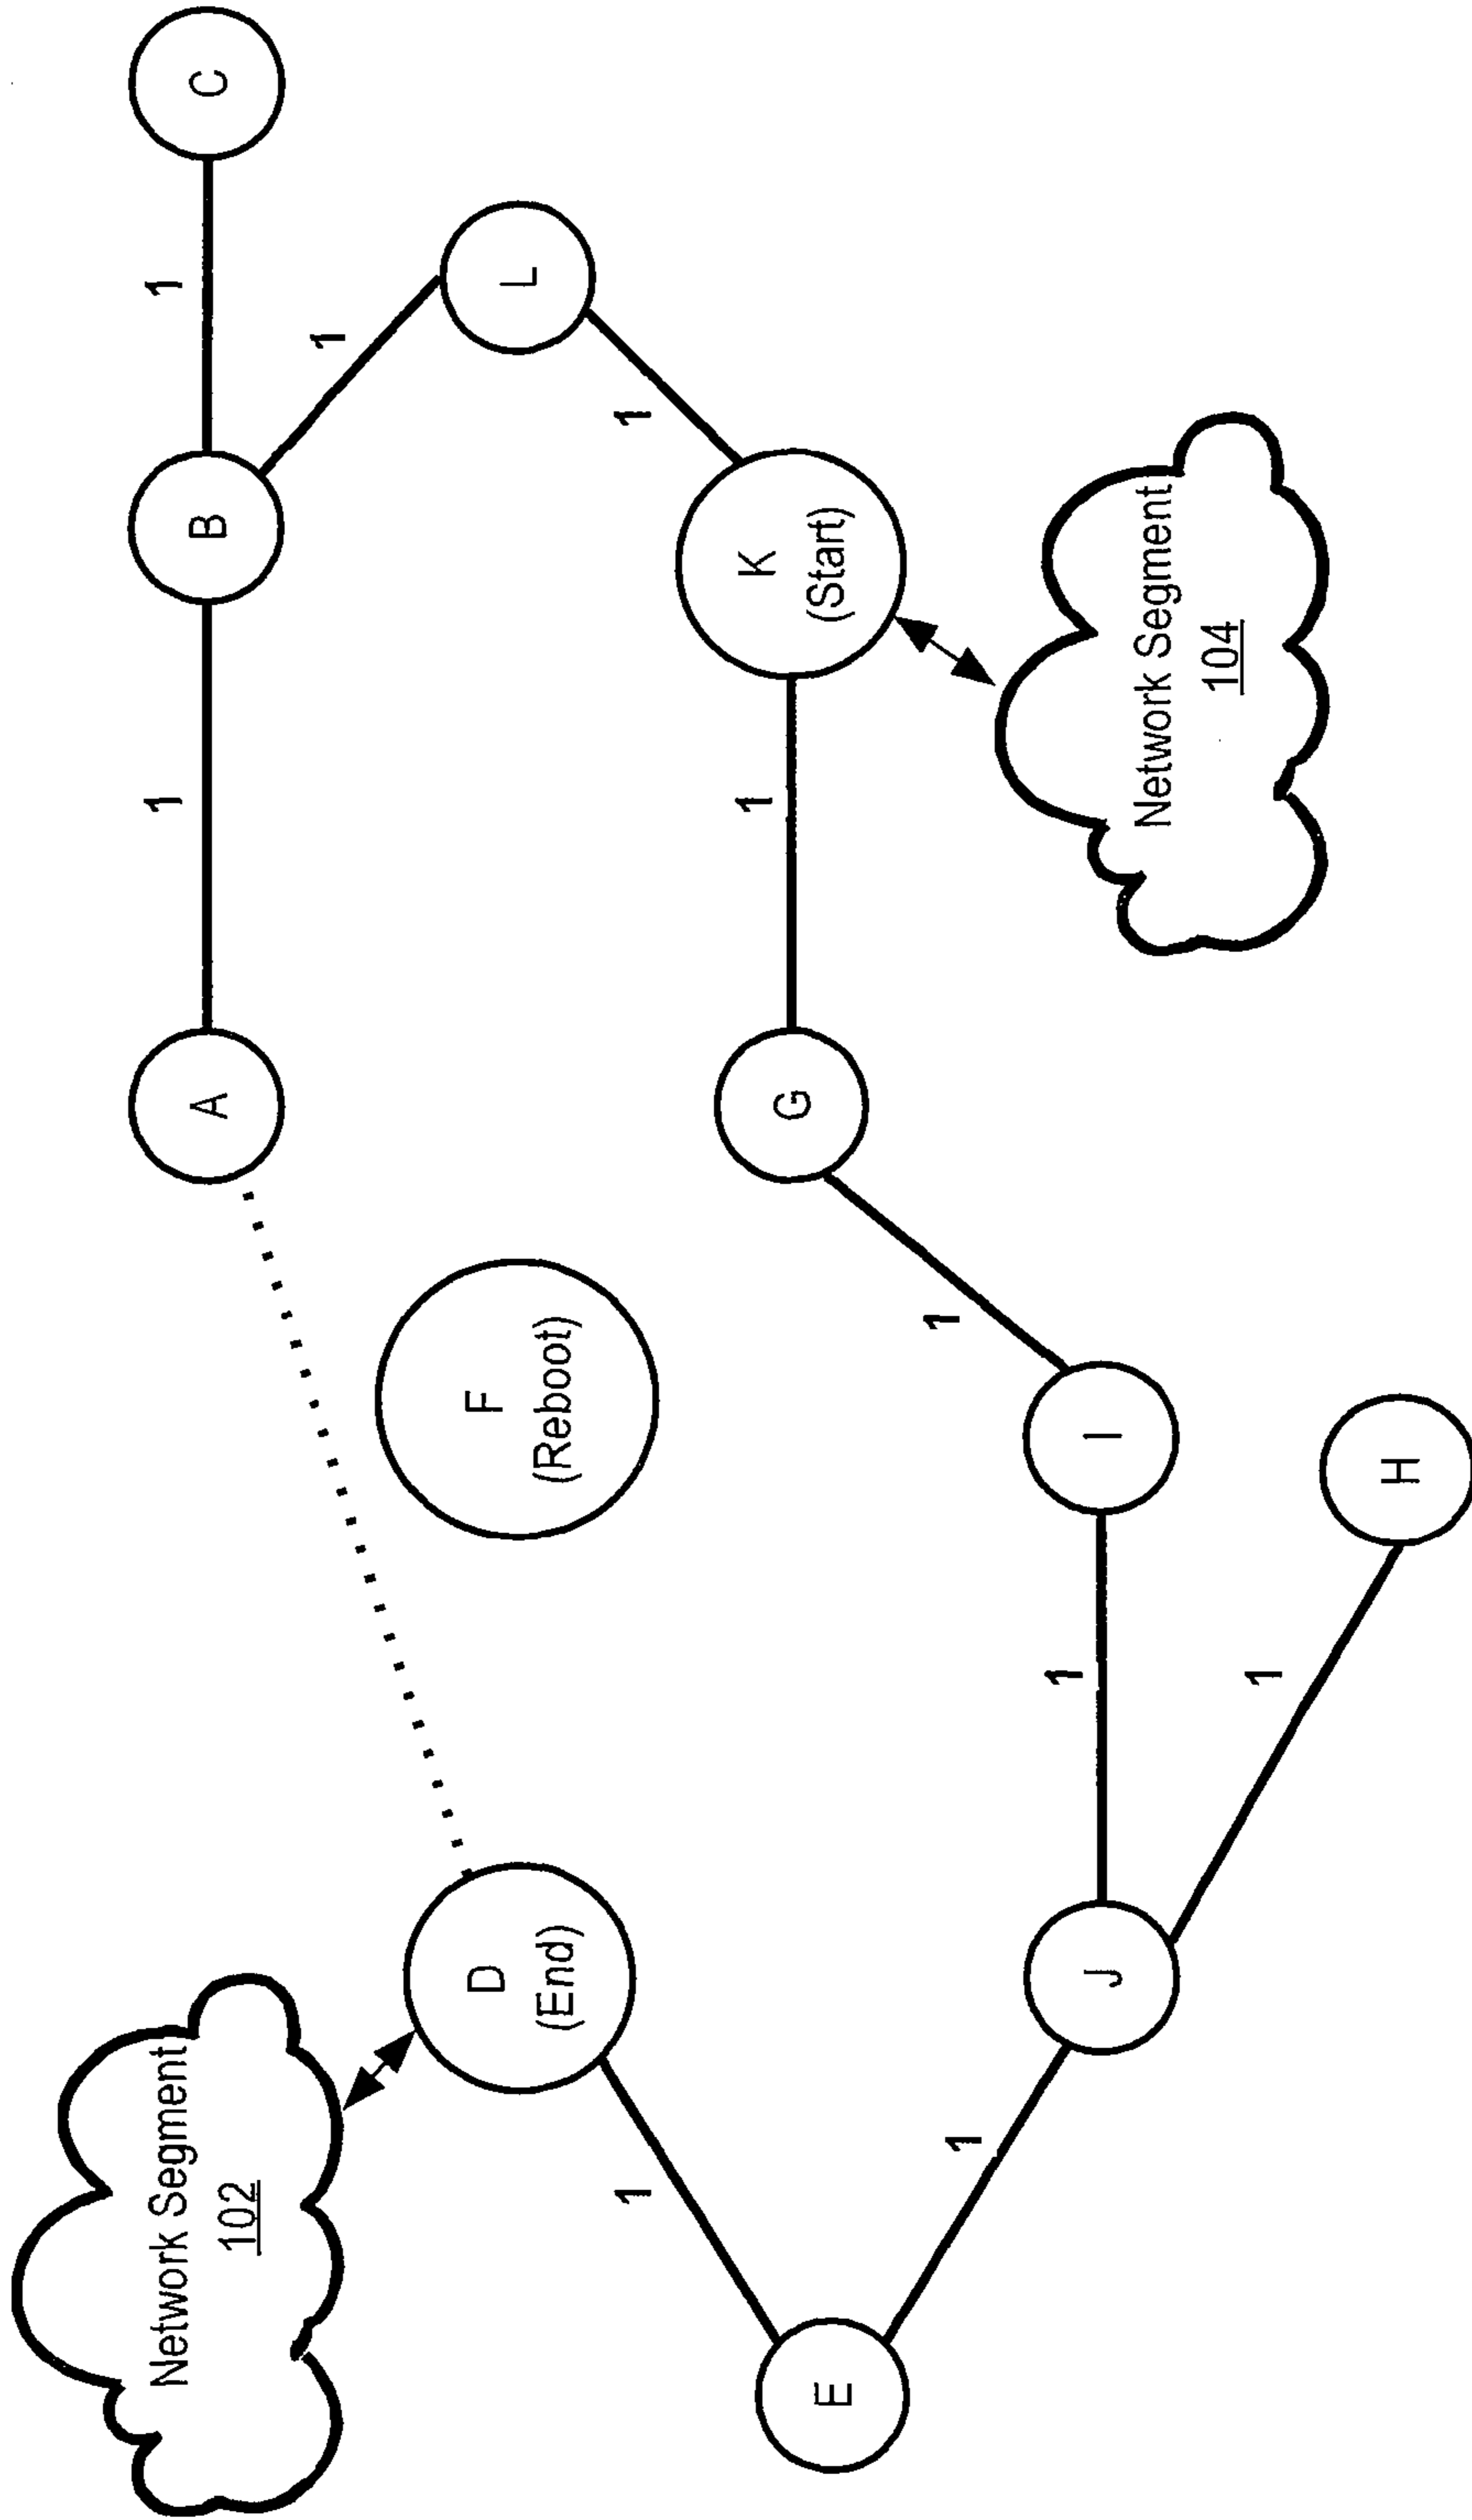 Network Segment
102
1
1
A
B
C
1
D
(End)
F
(Reboot)
L
1
1
1
K
(Start)
G
E
1
1
1
J
I
Network Segment
104
1
H